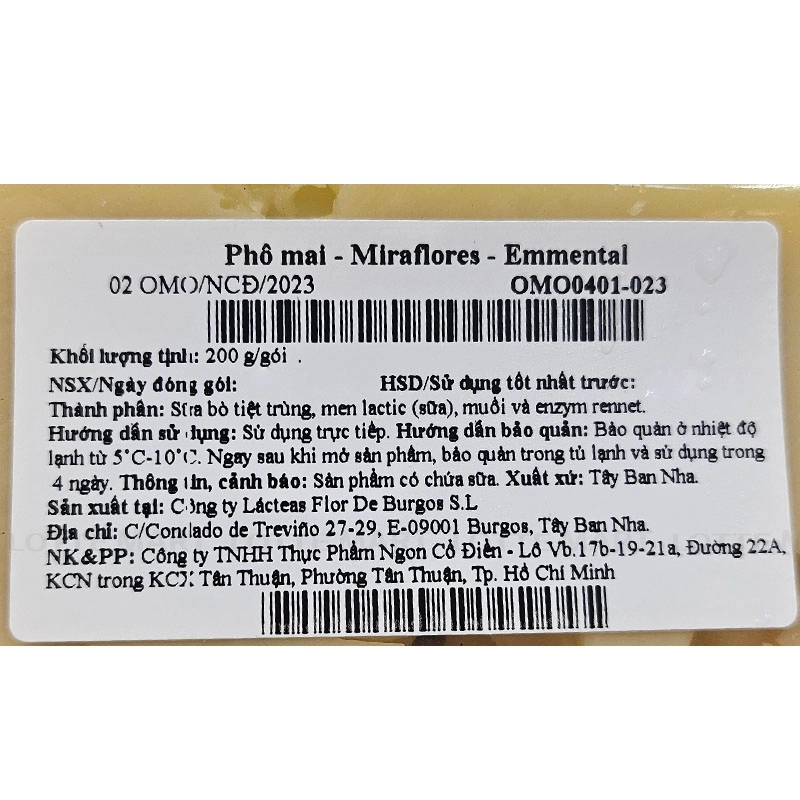 Phô mai - Miraflores - Emmental
02 OMO/NCĐ/2023 OMO0401-023
Khối lượng tịnh: 200 g/gói .
NSX/Ngày đóng gói: HSD/Sử dụng tốt nhất trước:
Thành phần: Sữa bò tiệt trùng, men lactic (sữa), muối và enzym rennet.
Hướng dẫn sử dụng: Sử dụng trực tiếp. Hướng dẫn bảo quản: Bảo quản ở nhiệt độ
lạnh từ 5°C-10°C. Ngay sau khi mở sản phẩm, bảo quản trong tủ lạnh và sử dụng trong
4 ngày. Thông tin, cảnh báo: Sản phẩm có chứa sữa. Xuất xứ: Tây Ban Nha.
Sản xuất tại: Công ty Lácteas Flor De Burgos S.L
Địa chỉ: C/Condado de Treviño 27-29, E-09001 Burgos, Tây Ban Nha.
NK&PP: Công ty TNHH Thực Phẩm Ngon Cổ Điển - Lô Vb.17b-19-21a, Đường 22A,
KCN trong KCX Tân Thuận, Phường Tân Thuận, Tp. Hồ Chí Minh